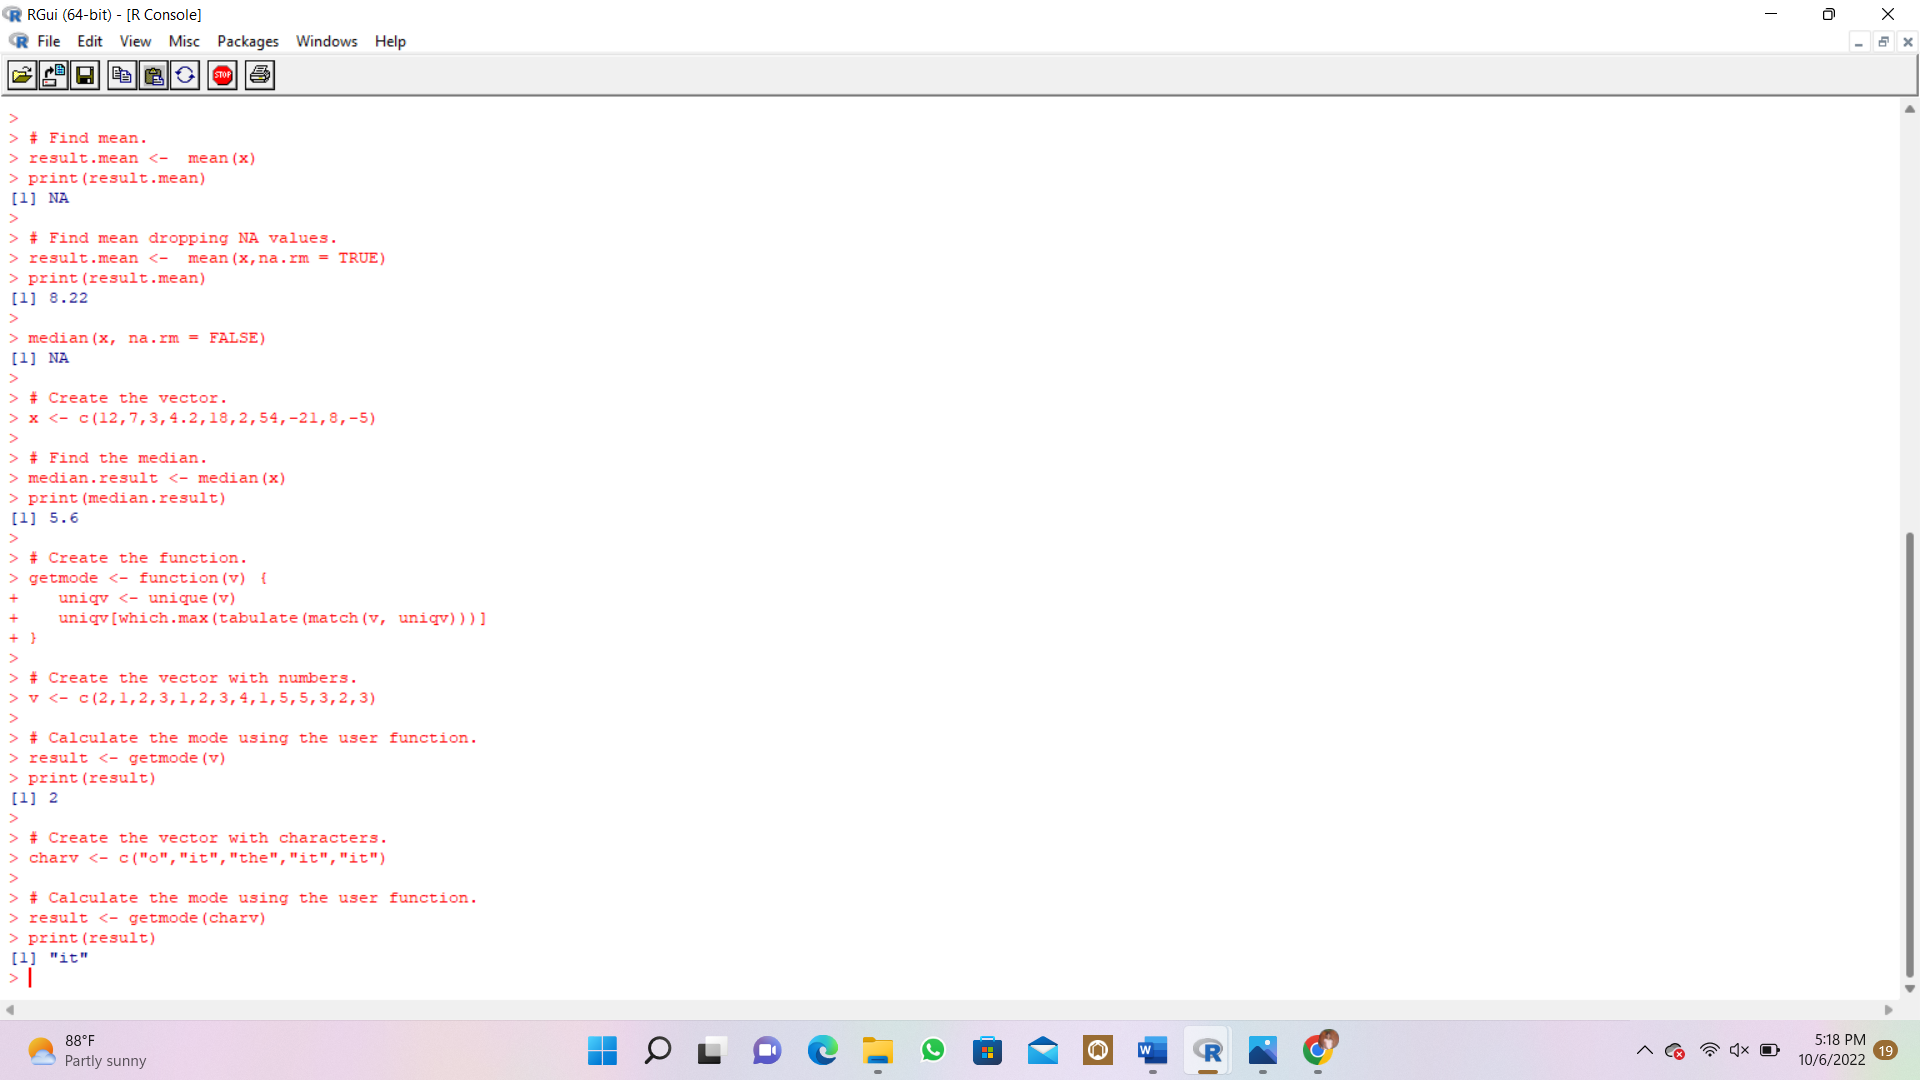 RGui (64-bit) - [R Console]
File Edit View Misc Packages Windows Help
STOP
>
> # Find mean.
> result.mean <-  mean(x)
> print(result.mean)
[1] NA
>
> # Find mean dropping NA values.
> result.mean <-  mean(x,na.rm = TRUE)
> print(result.mean)
[1] 8.22
>
> median(x, na.rm = FALSE)
[1] NA
>
> # Create the vector.
> x <- c(12,7,3,4.2,18,2,54,-21,8,-5)
>
> # Find the median.
> median.result <- median(x)
> print(median.result)
[1] 5.6
>
> # Create the function.
> getmode <- function(v) {
+    uniqv <- unique(v)
+    uniqv[which.max(tabulate(match(v, uniqv)))]
+ }
>
> # Create the vector with numbers.
> v <- c(2,1,2,3,1,2,3,4,1,5,5,3,2,3)
>
> # Calculate the mode using the user function.
> result <- getmode(v)
> print(result)
[1] 2
>
> # Create the vector with characters.
> charv <- c("o","it","the","it","it")
>
> # Calculate the mode using the user function.
> result <- getmode(charv)
> print(result)
[1] "it"
>
88°F
Partly sunny
5:18 PM
10/6/2022
19